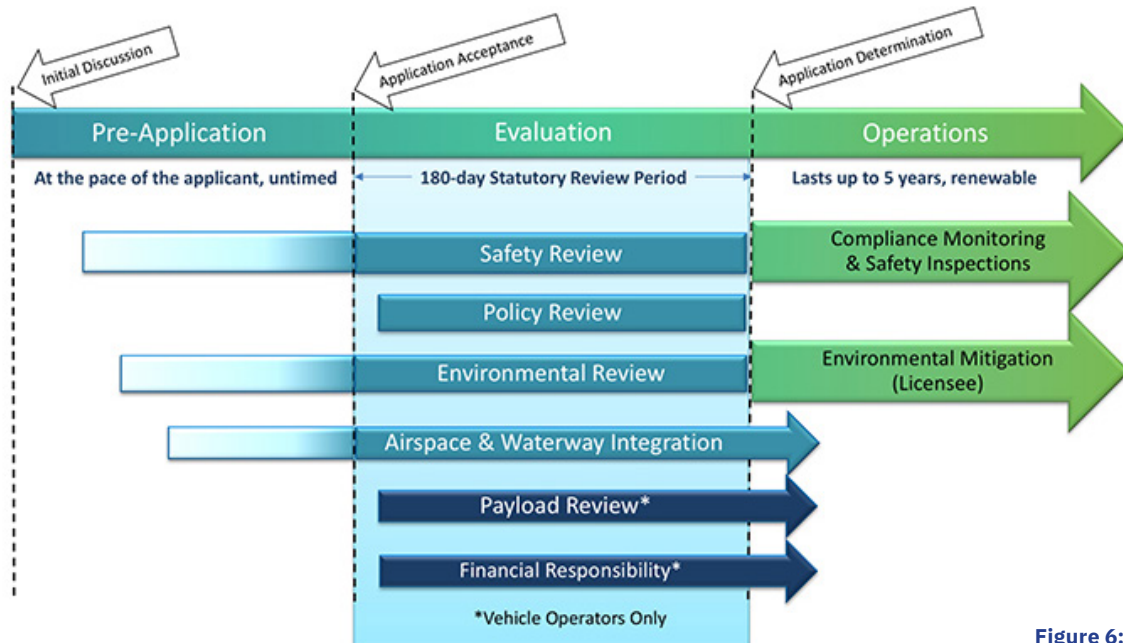 Initial Discussion
Application Acceptance
Application Determination
Pre-Application
Evaluation
Operations
At the pace of the applicant, untimed
180-day Statutory Review Period
Lasts up to 5 years, renewable
Safety Review
Compliance Monitoring
& Safety Inspections
Policy Review
Environmental Review
Environmental Mitigation
(Licensee)
Airspace & Waterway Integration
Payload Review*
Financial Responsibility*
*Vehicle Operators Only
Figure 6: